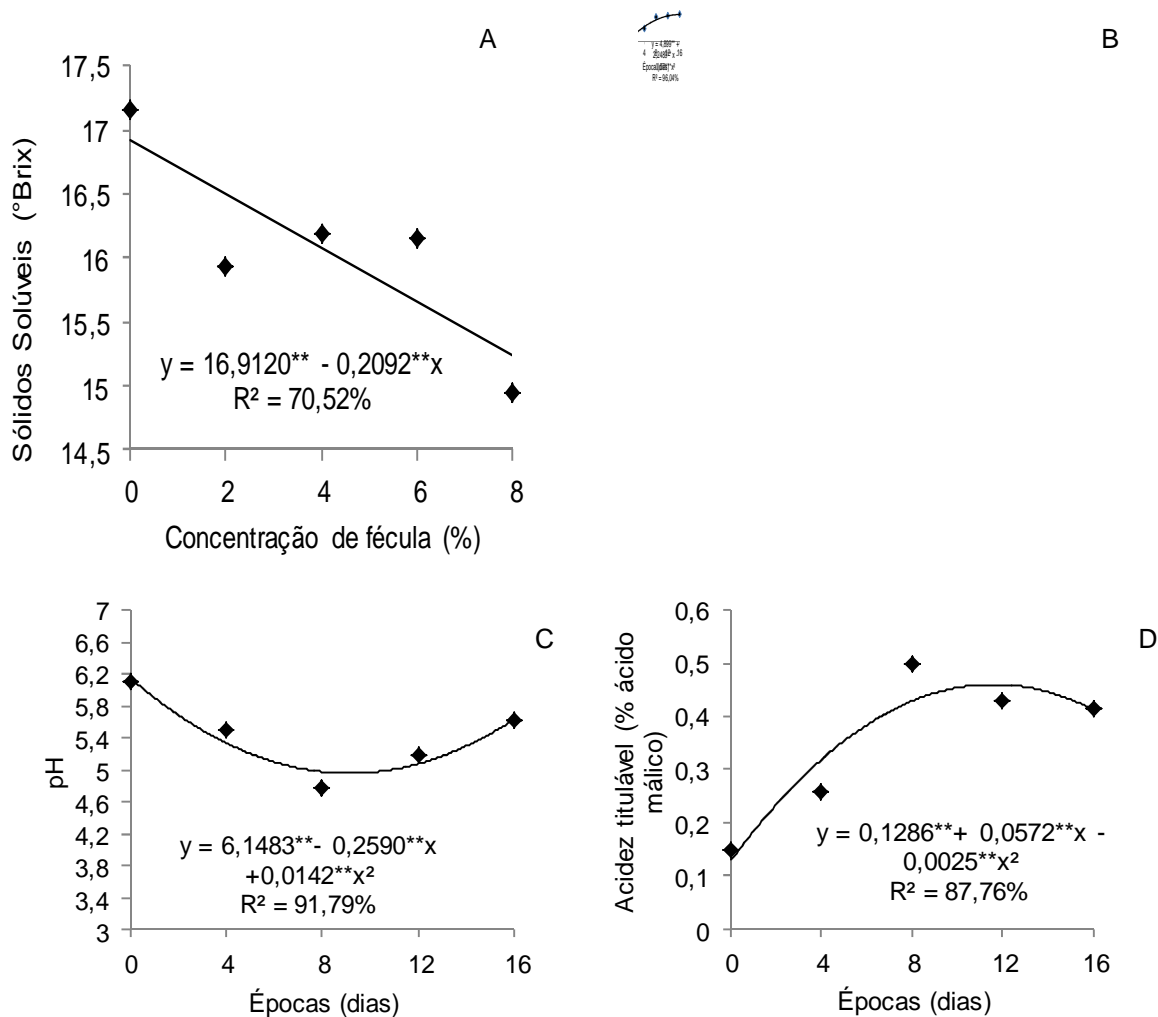 A
17,5
17
16,5
16
15,5
15
14,5
0 2 4 6 8
Sólidos Solúveis (°Brix)
y = 16,9120** - 0,2092**x
R² = 70,52%
Concentração de fécula (%)
B
R² = 96,04%
C
7
6,6
6,2
5,8
5,4
5
4,6
4,2
3,8
3,4
3
0 4 8 12 16
pH
y = 6,1483**- 0,2590**x
+0,0142**x²
R² = 91,79%
Épocas (dias)
D
0,6
0,5
0,4
0,3
0,2
0,1
0
0 4 8 12 16
Acidez titulável (% ácido
málico)
y = 0,1286**+ 0,0572**x -
0,0025**x²
R² = 87,76%
Épocas (dias)